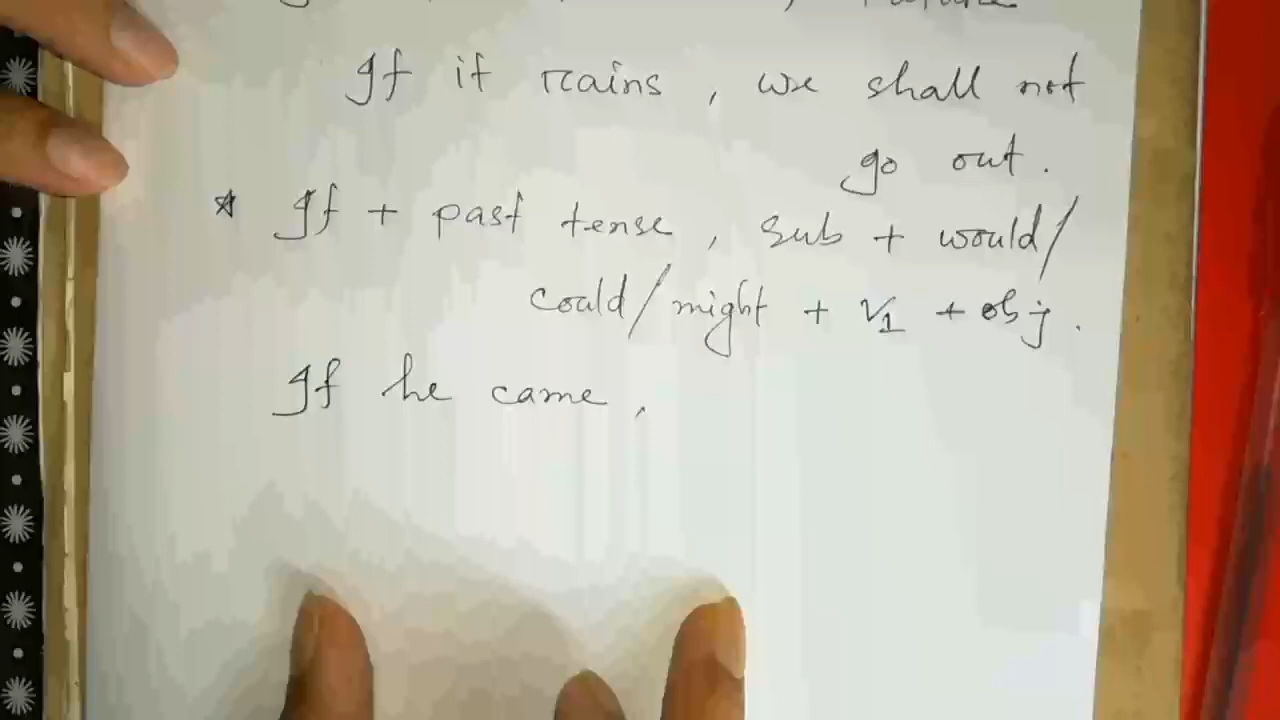 If it rains, we shall not
go out.
* If + past tense, sub + would/
could/might + V1 + obj.
If he came,